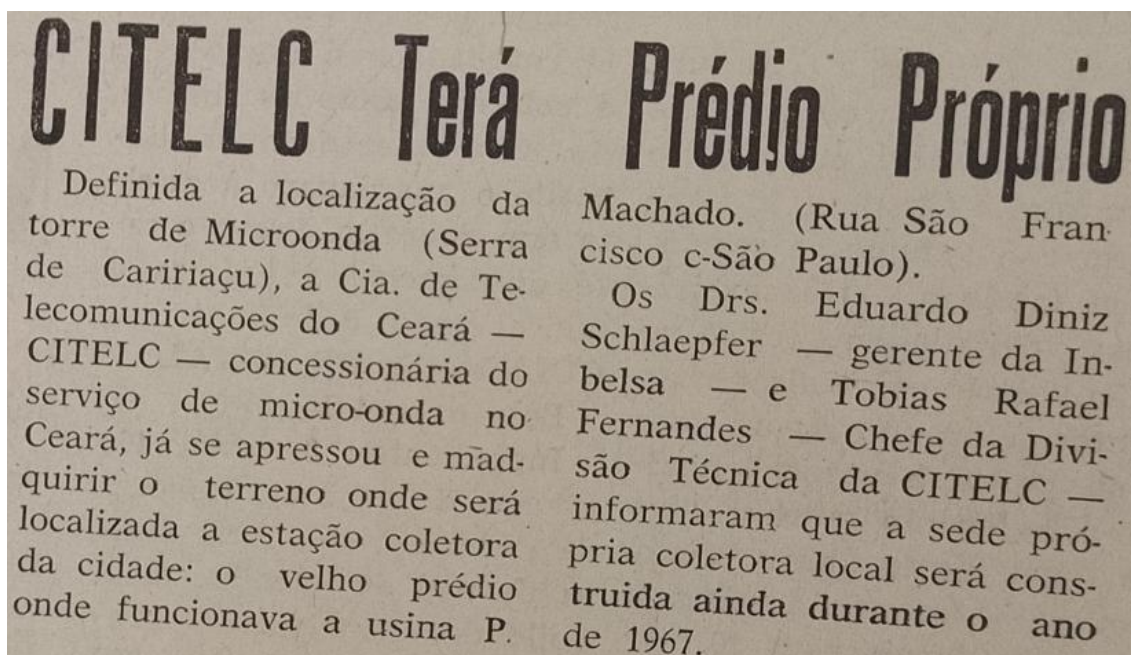 CITELC Terá Prédio Próprio
Definida a localização da
torre de Microonda (Serra
de Caririaçu), a Cia. de Te-
lecomunicações do Ceará —
CITELC — concessionária do
serviço de micro-onda no
Ceará, já se apressou e mad-
quirir o terreno onde será
localizada a estação coletora
da cidade: o velho prédio
onde funcionava a usina P.
Machado. (Rua São Fran-
cisco c-São Paulo).
Os Drs. Eduardo Diniz
Schlaepfer — gerente da In-
belsa — e Tobias Rafael
Fernandes — Chefe da Divi-
são Técnica da CITELC —
informaram que a sede pró-
pria coletora local será cons-
truida ainda durante o ano
de 1967.